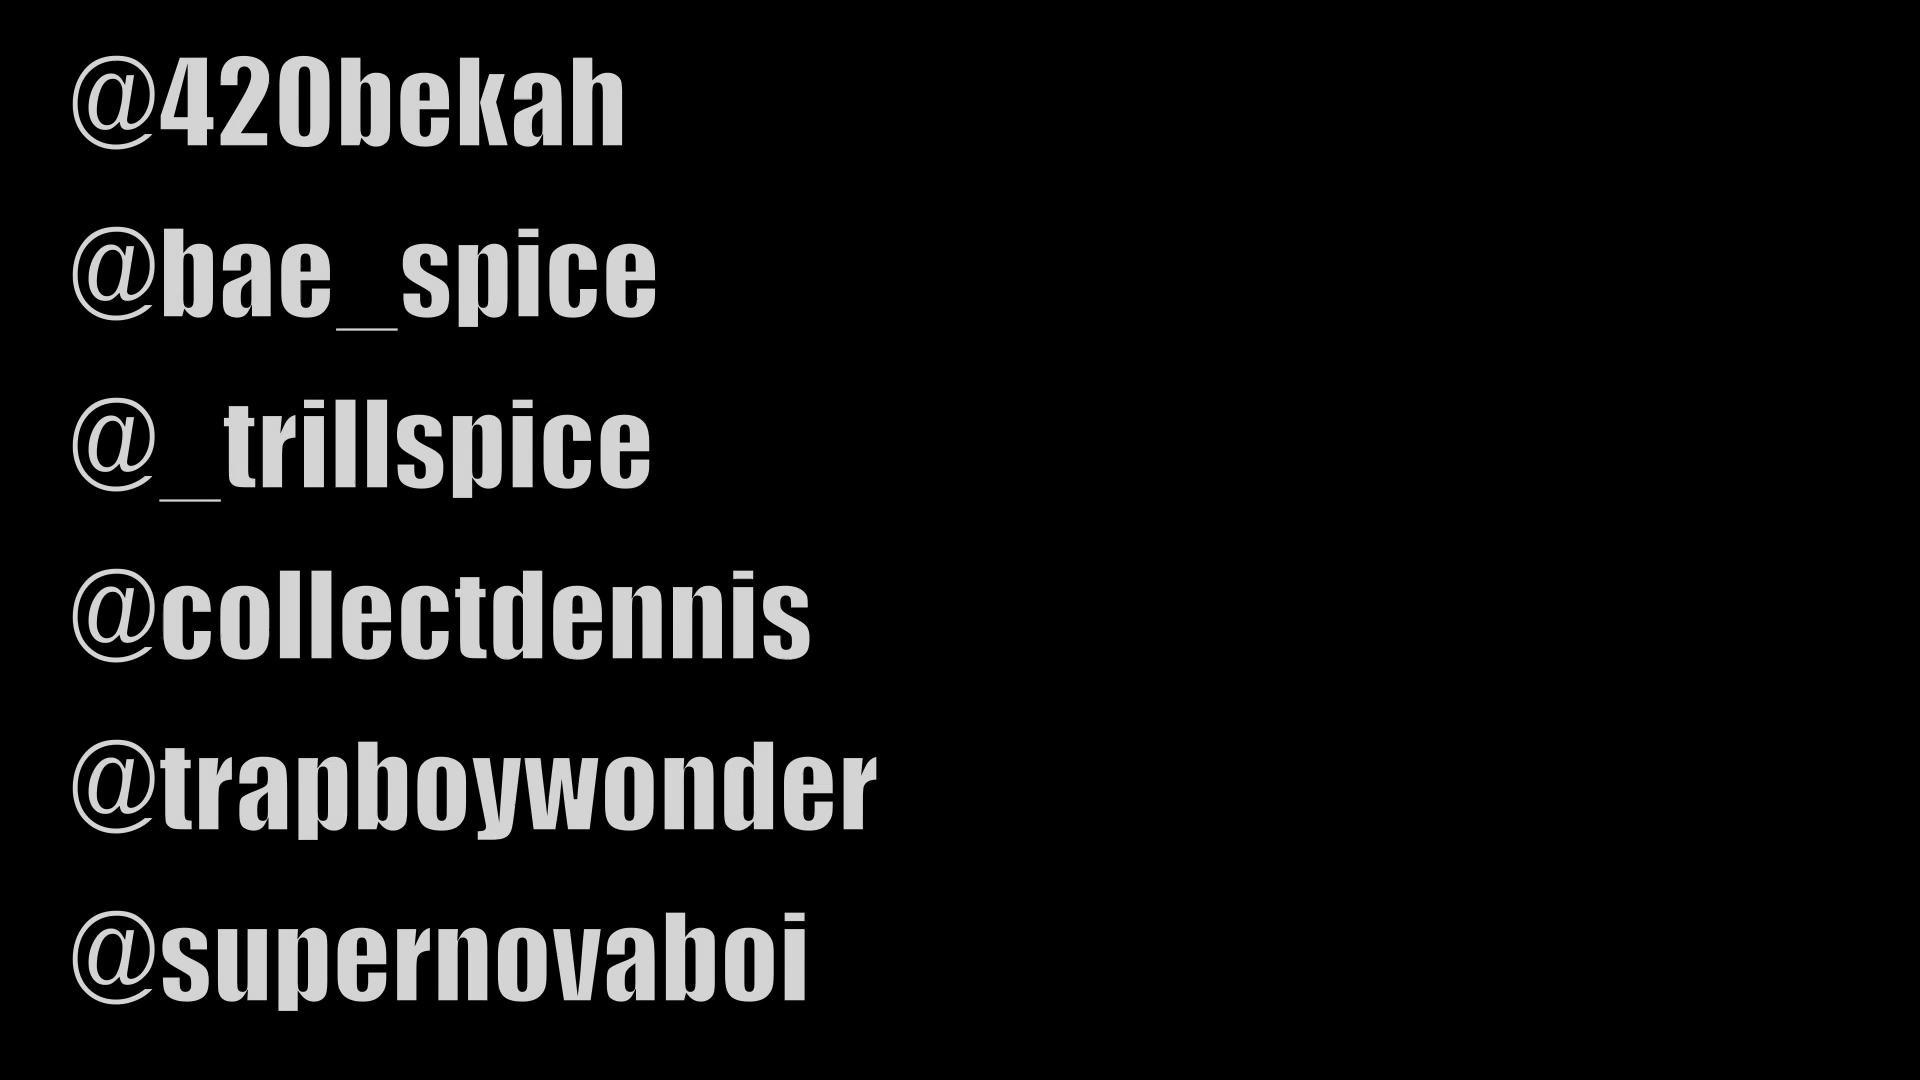 @420bekah
@bae_spice
@_trillspice
@collectdennis
@trapboywonder
@supernovaboi